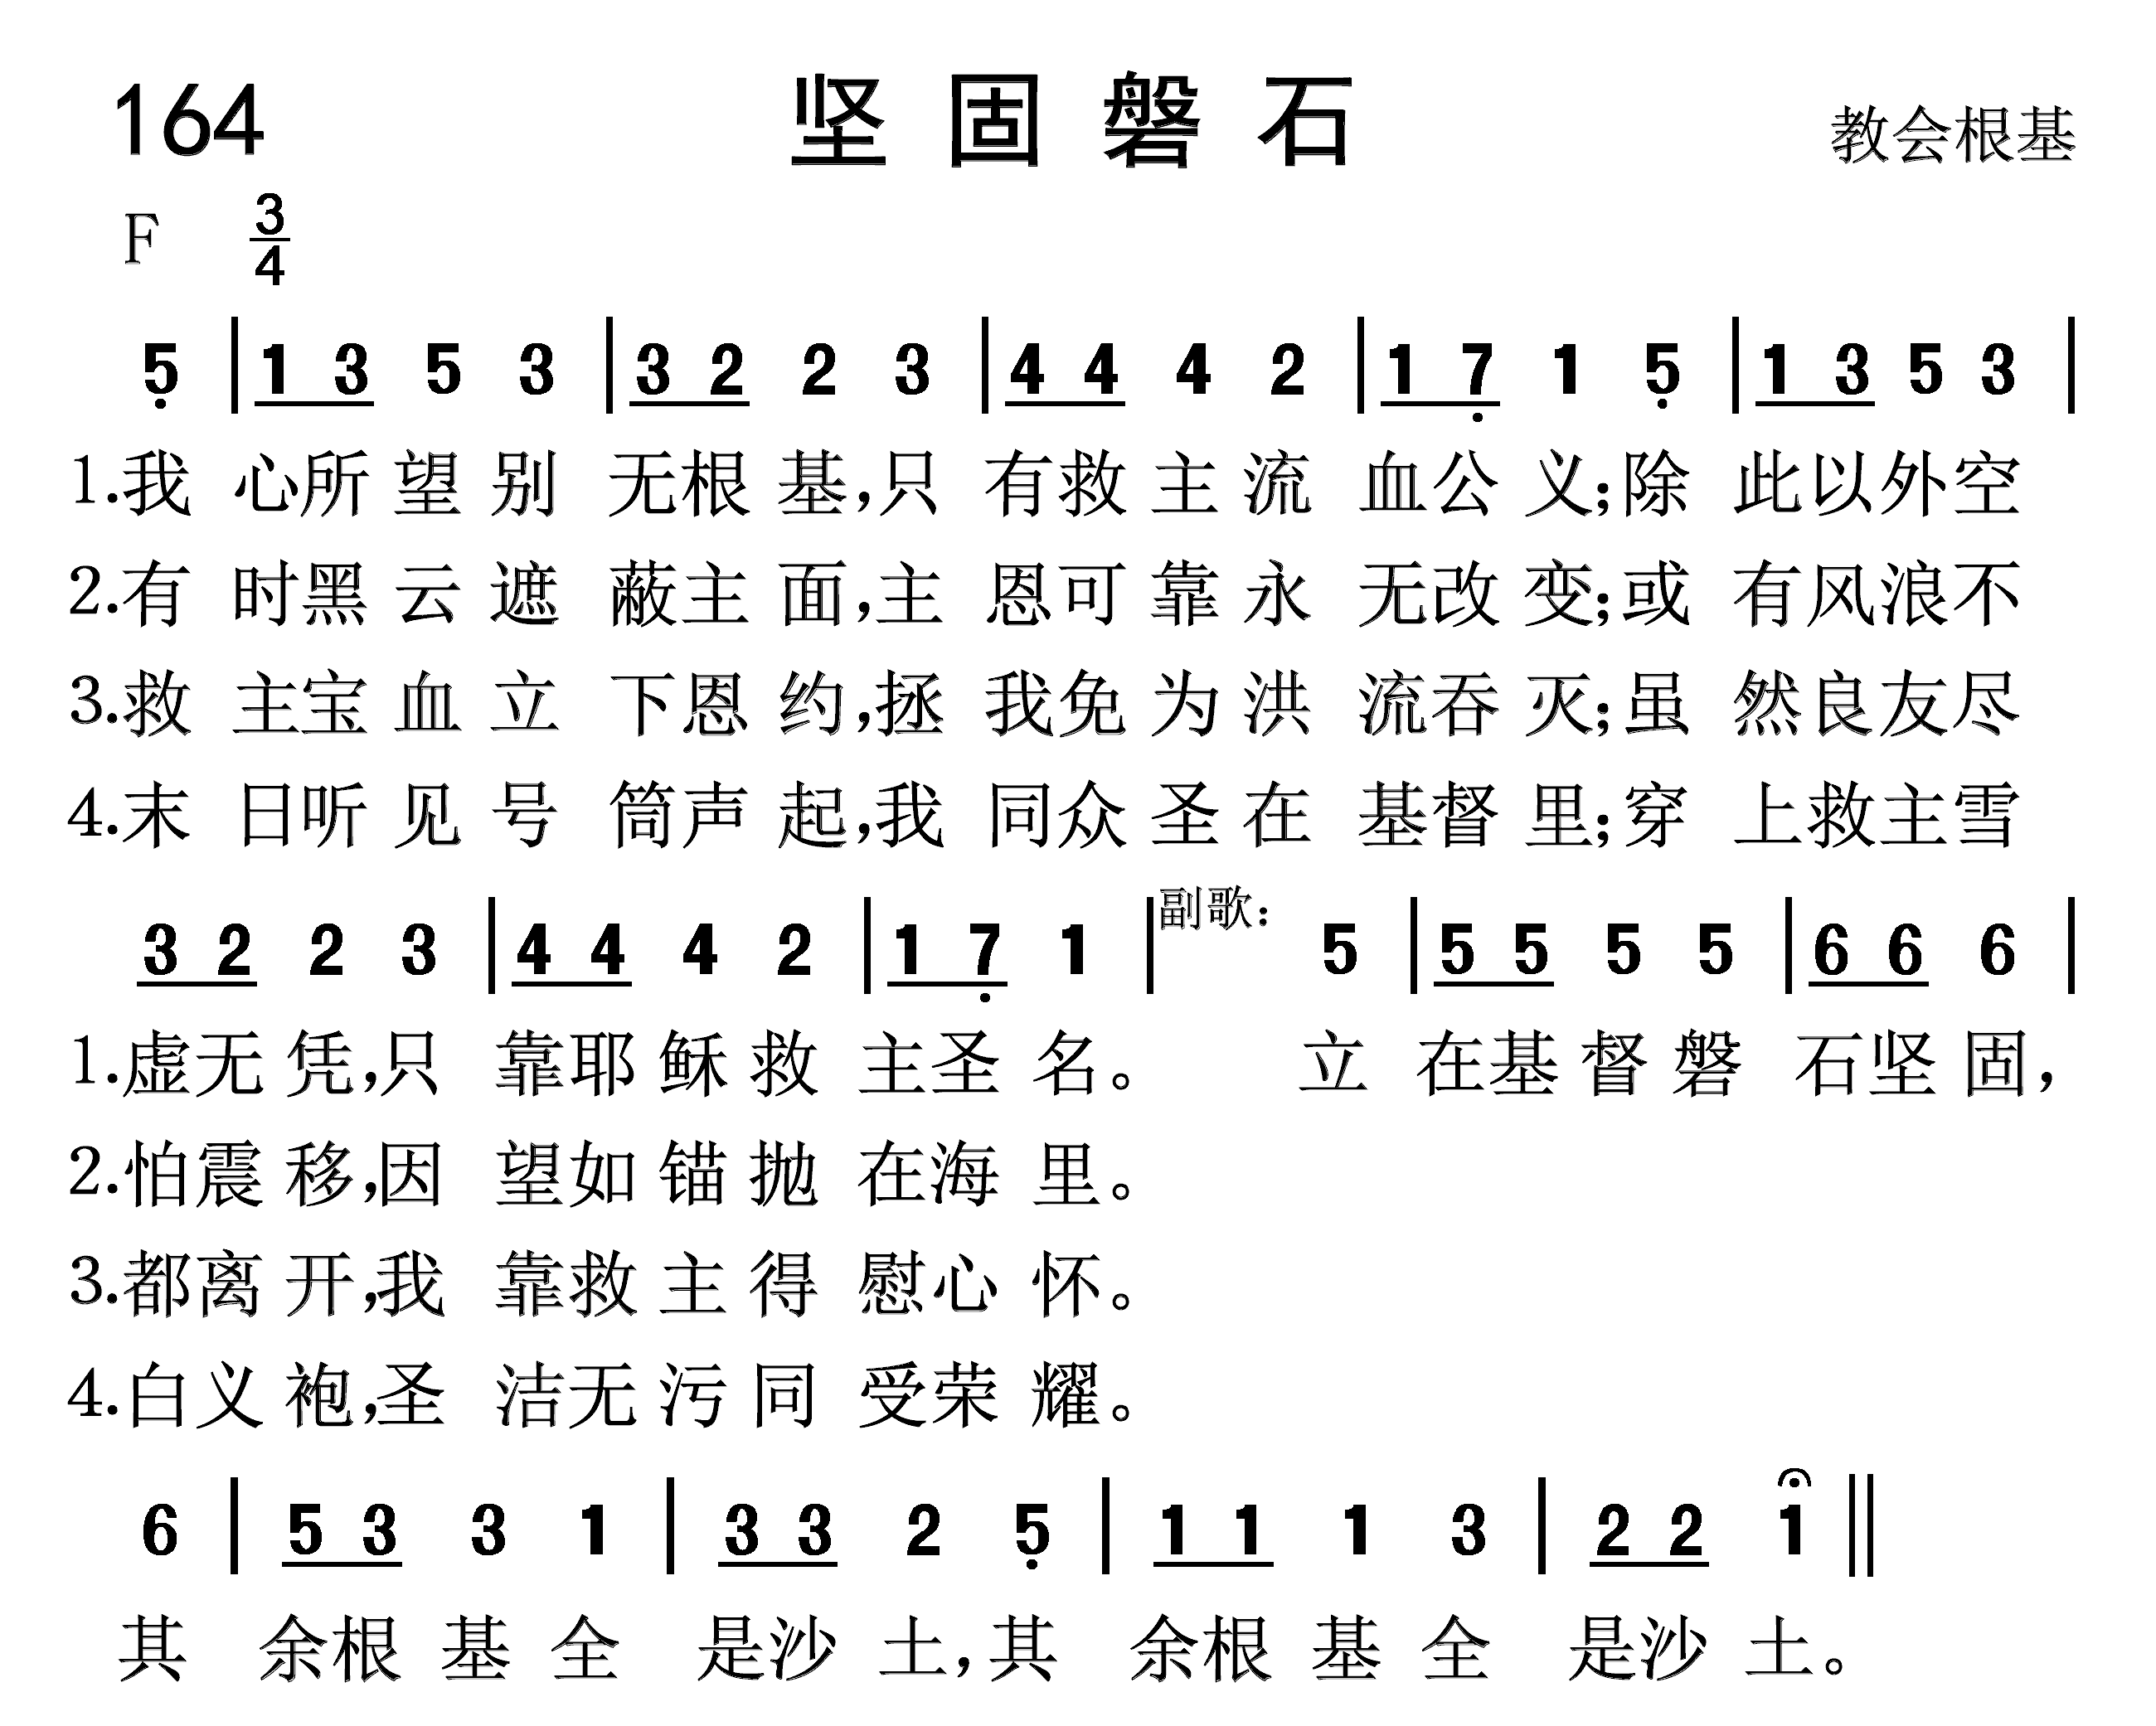 164 坚固磐石 教会根基
F 3/4
5̣ | 1 3 5 3 | 3 2 2 3 | 4 4 4 2 | 1 7̣ 1 5̣ | 1 3 5 3 |
1.我 心所望别 无根基,只 有救主流 血公义;除 此以外空
2.有 时黑云遮 蔽主面,主 恩可靠永 无改变;或 有风浪不
3.救 主宝血立 下恩约,拯 我免为洪 流吞灭;虽 然良友尽
4.末 日听见号 筒声起,我 同众圣在 基督里;穿 上救主雪
3 2 2 3 | 4 4 4 2 | 1 7̣ 1 | 副歌: 5 | 5 5 5 5 | 6 6 6 |
1.虚无凭,只 靠耶稣救 主圣名。 立 在基督磐 石坚固,
2.怕震移,因 望如锚抛 在海里。
3.都离开,我 靠救主得 慰心怀。
4.白义袍,圣 洁无污同 受荣耀。
6 | 5 3 3 1 | 3 3 2 5̣ | 1 1 1 3 | 2 2 1 ||
其 余根基全 是沙土,其 余根基全 是沙土。